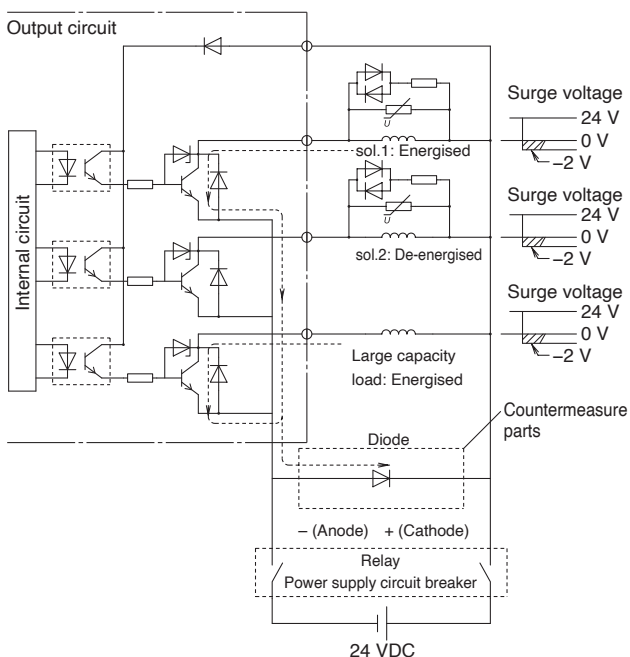 Output circuit
Surge voltage
24 V
0 V
–2 V
U
sol.1: Energised
Internal circuit
Surge voltage
24 V
0 V
–2 V
U
sol.2: De-energised
Surge voltage
24 V
0 V
–2 V
Large capacity
load: Energised
Countermeasure
parts
Diode
– (Anode) + (Cathode)
Relay
Power supply circuit breaker
24 VDC